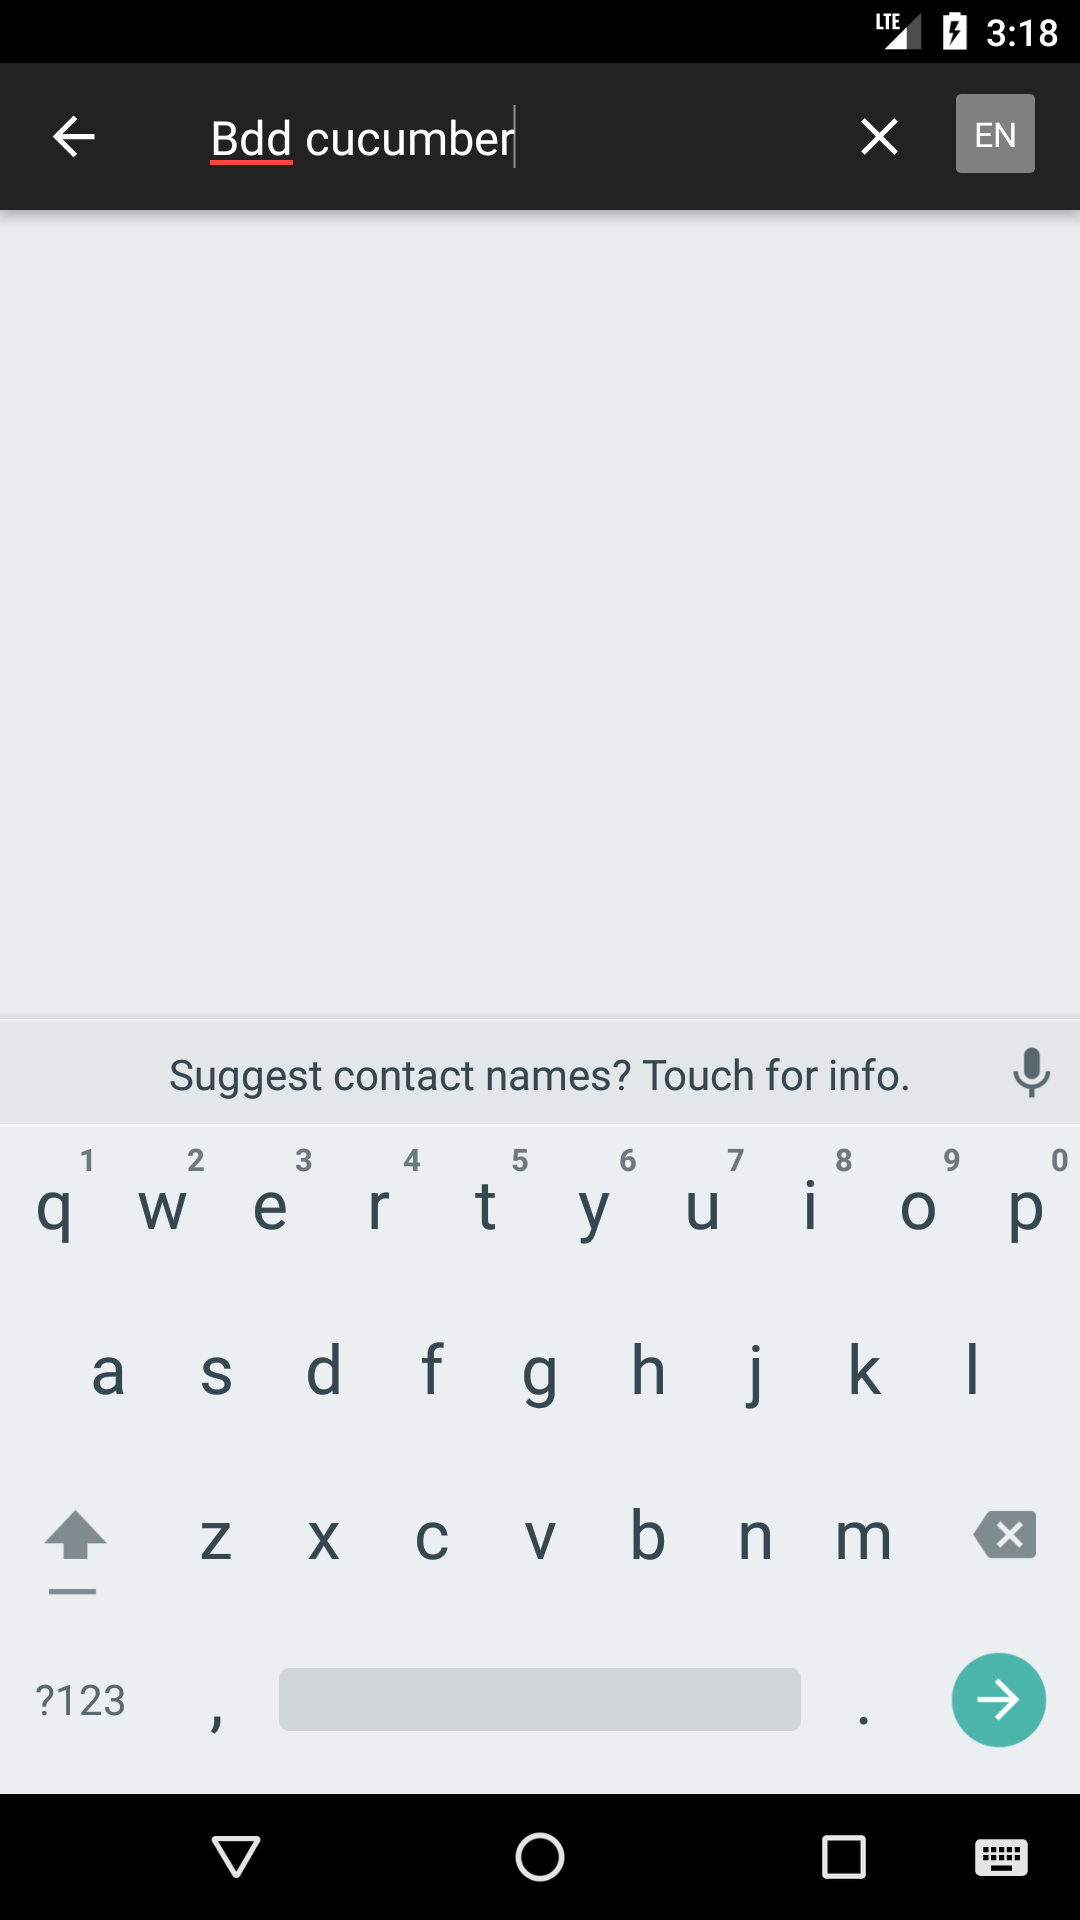 LTE 3:18
Bdd cucumber EN
Suggest contact names? Touch for info.
1 2 3 4 5 6 7 8 9 0
q w e r t y u i o p
a s d f g h j k l
z x c v b n m
?123 , .